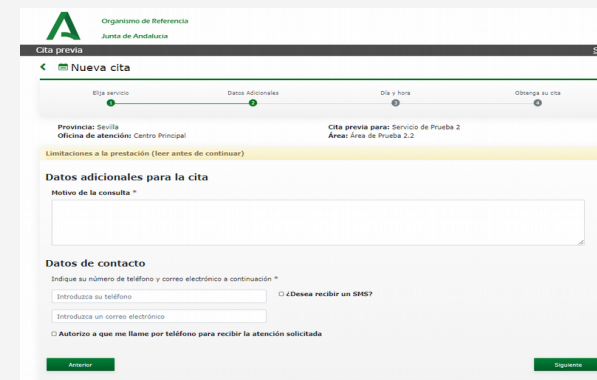 Organismo de Referencia
Junta de Andalucía
Cita previa
Nueva cita
Elija servicio Datos Adicionales Día y hora Obtenga su cita
1 2 3 4
Provincia: Sevilla Cita previa para: Servicio de Prueba 2
Oficina de atención: Centro Principal Área: Área de Prueba 2.2
Limitaciones a la prestación (leer antes de continuar)
Datos adicionales para la cita
Motivo de la consulta *
Datos de contacto
Indique su número de teléfono y correo electrónico a continuación *
Introduzca su teléfono ¿Desea recibir un SMS?
Introduzca un correo electrónico
Autorizo a que me llame por teléfono para recibir la atención solicitada
Anterior Siguiente